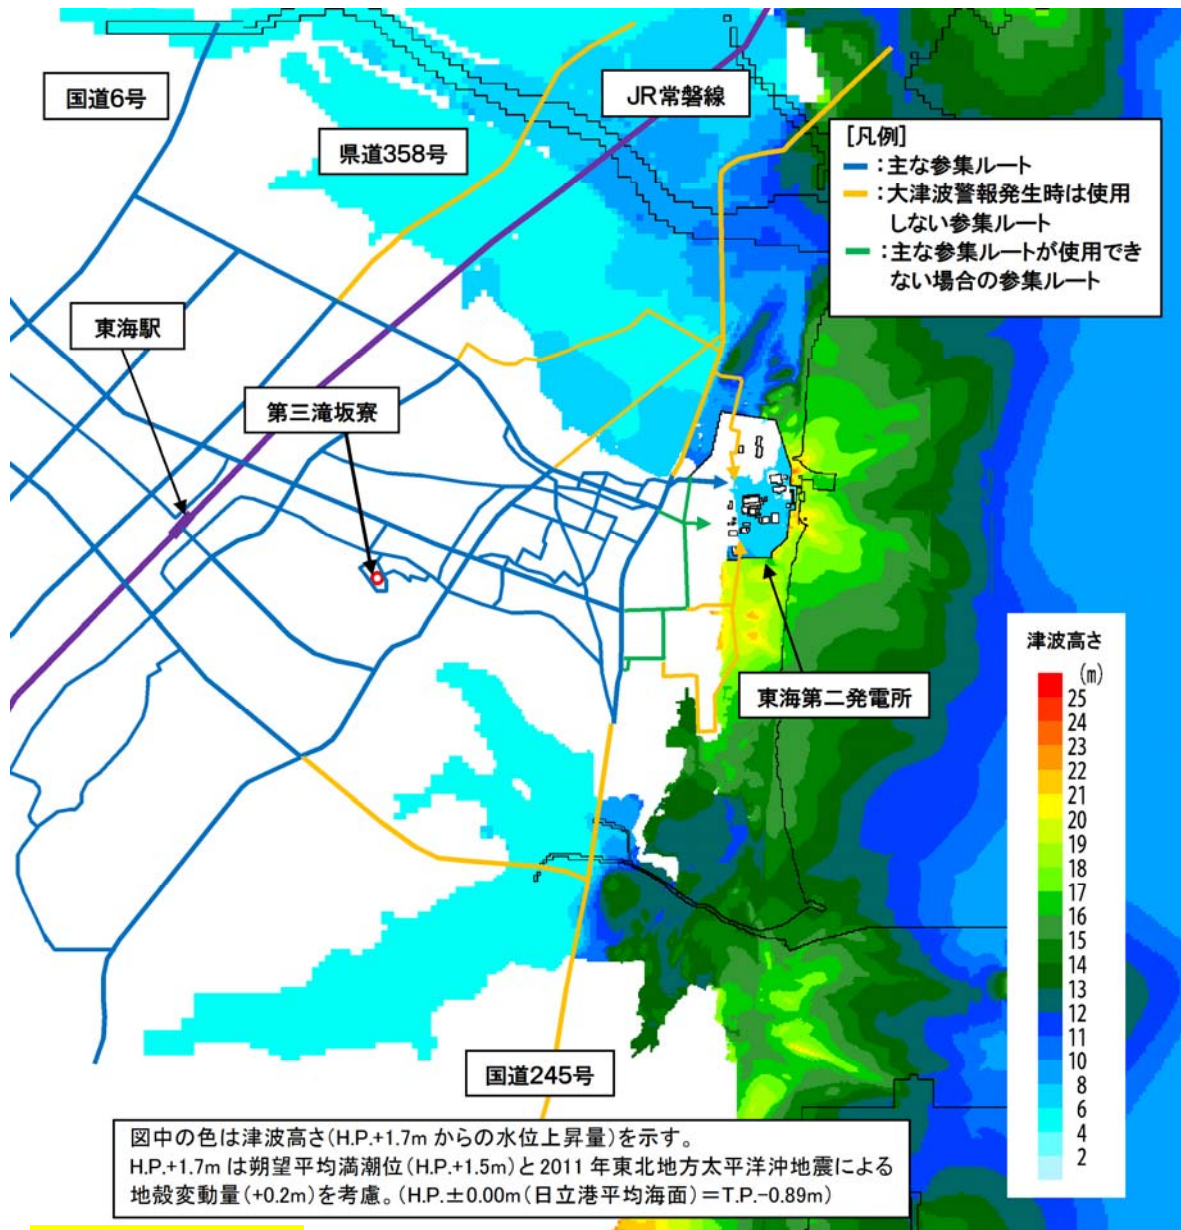 国道6号
JR常磐線
県道358号
[凡例]
:主な参集ルート
:大津波警報発生時は使用
しない参集ルート
:主な参集ルートが使用でき
ない場合の参集ルート
東海駅
第三滝坂寮
東海第二発電所
津波高さ
(m)
25
24
23
22
21
20
19
18
17
16
15
14
13
12
11
10
8
6
4
2
国道245号
図中の色は津波高さ(H.P.+1.7m からの水位上昇量)を示す。
H.P.+1.7m は朔望平均満潮位(H.P.+1.5m)と2011 年東北地方太平洋沖地震による
地殻変動量(+0.2m)を考慮。(H.P.±0.00m(日立港平均海面)=T.P.-0.89m)